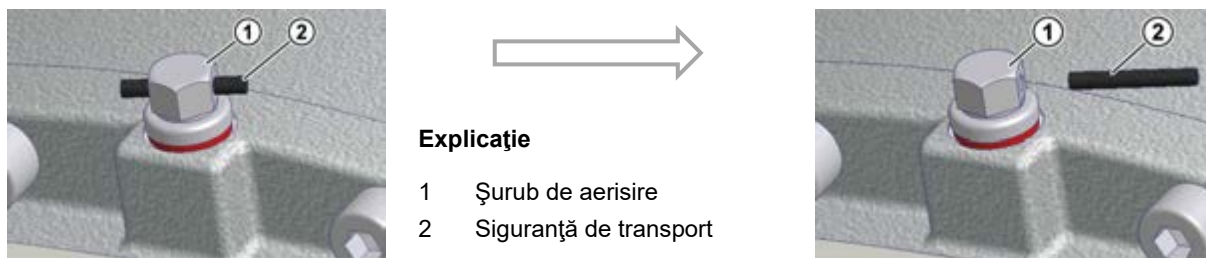 1 2
Explicaţie
1 Şurub de aerisire
2 Siguranţă de transport
1 2